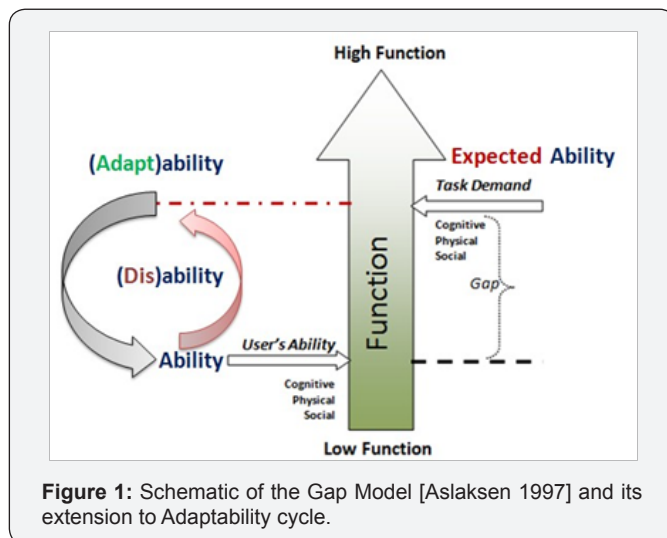 High Function
(Adapt)ability
Expected Ability
Task Demand
Cognitive
Physical
Social
(Dis)ability
Gap
Function
User's Ability
Ability
Cognitive
Physical
Social
Low Function
Figure 1: Schematic of the Gap Model [Aslaksen 1997] and its
extension to Adaptability cycle.